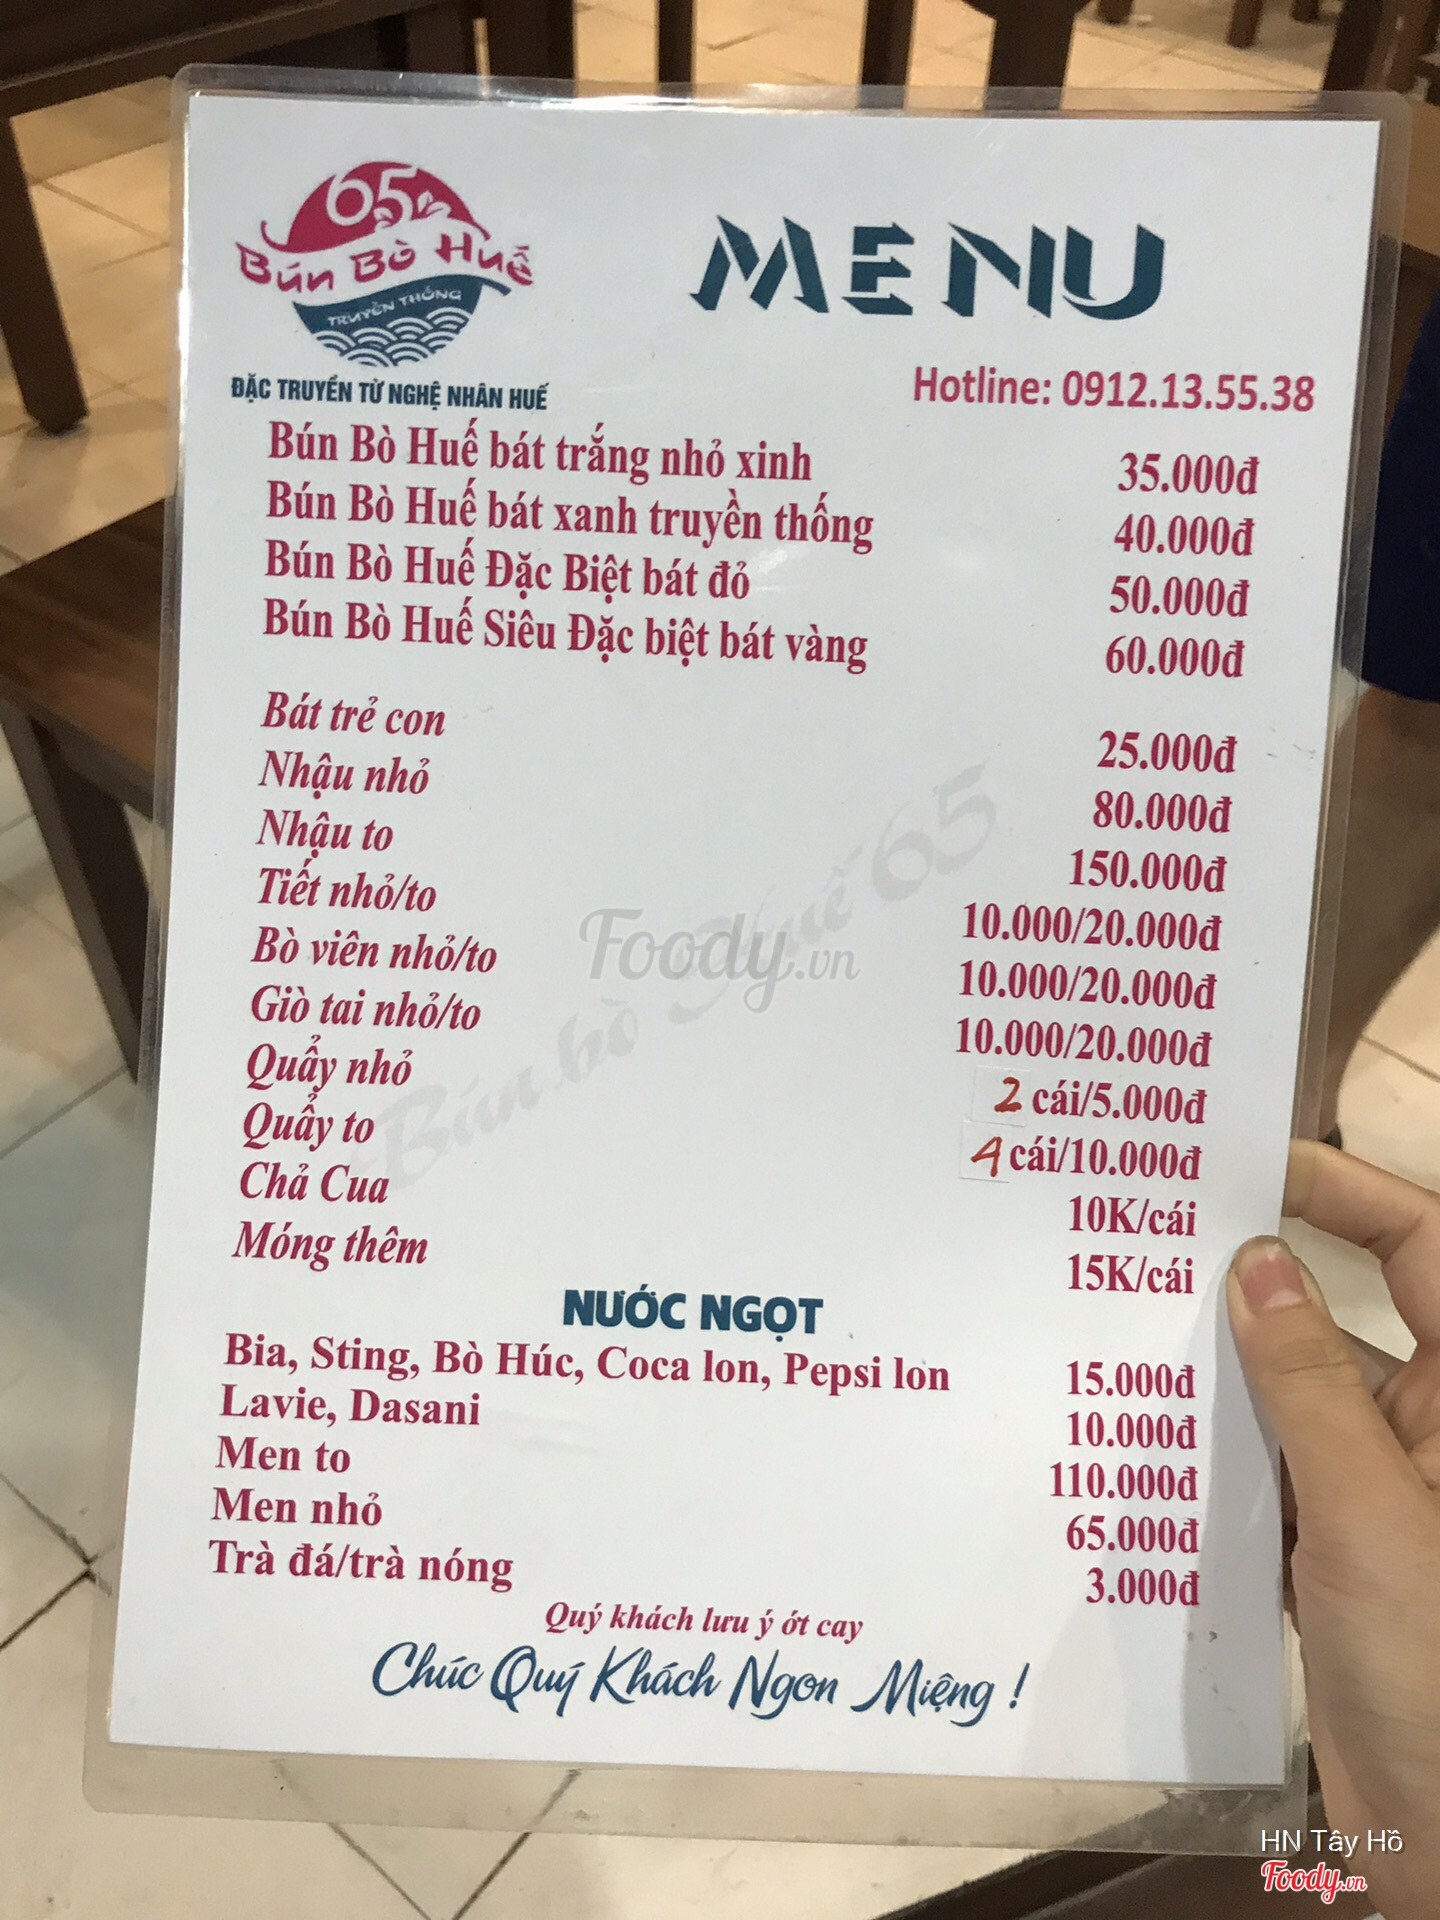 65
Bún Bò Huế
TRUYỀN THỐNG
ĐẶC TRUYỀN TỪ NGHỆ NHÂN HUẾ
MENU
Hotline: 0912.13.55.38
Bún Bò Huế bát trắng nhỏ xinh 35.000đ
Bún Bò Huế bát xanh truyền thống 40.000đ
Bún Bò Huế Đặc Biệt bát đỏ 50.000đ
Bún Bò Huế Siêu Đặc biệt bát vàng 60.000đ
Bát trẻ con 25.000đ
Nhậu nhỏ 80.000đ
Nhậu to 150.000đ
Tiết nhỏ/to 10.000/20.000đ
Bò viên nhỏ/to 10.000/20.000đ
Giò tai nhỏ/to 10.000/20.000đ
Quẩy nhỏ 2 cái/5.000đ
Quẩy to 4 cái/10.000đ
Chả Cua 10K/cái
Móng thêm 15K/cái
Bún bò Huế 65
Foody.vn
NƯỚC NGỌT
Bia, Sting, Bò Húc, Coca lon, Pepsi lon 15.000đ
Lavie, Dasani 10.000đ
Men to 110.000đ
Men nhỏ 65.000đ
Trà đá/trà nóng 3.000đ
Quý khách lưu ý ớt cay
Chúc Quý Khách Ngon Miệng !
HN Tây Hồ
Foody.vn